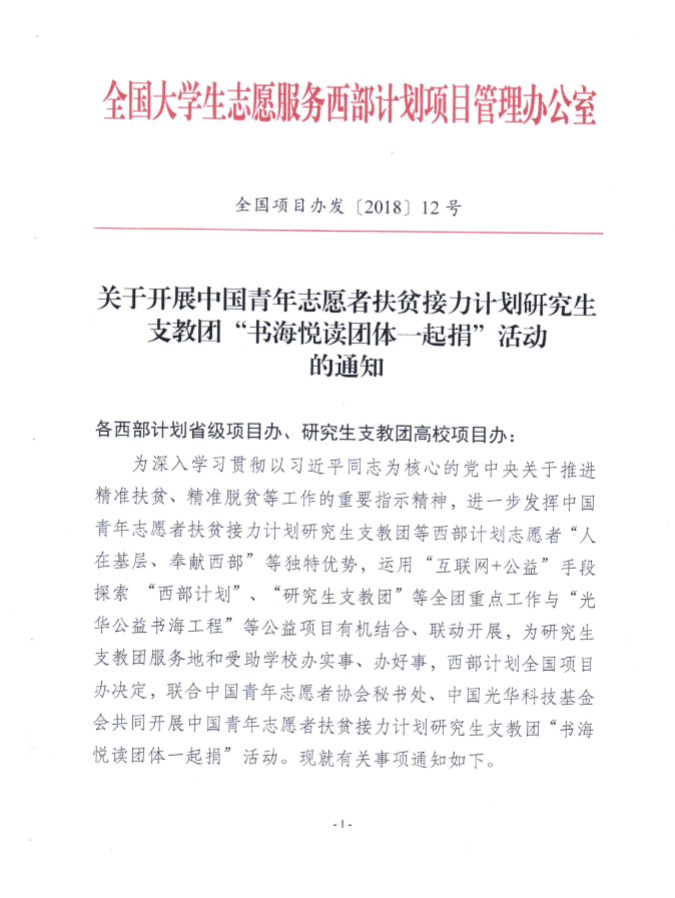 全国大学生志愿服务西部计划项目管理办公室
全国项目办发〔2018〕12号
关于开展中国青年志愿者扶贫接力计划研究生
支教团“书海悦读团体一起捐”活动
的通知
各西部计划省级项目办、研究生支教团高校项目办：
为深入学习贯彻以习近平同志为核心的党中央关于推进
精准扶贫、精准脱贫等工作的重要指示精神，进一步发挥中国
青年志愿者扶贫接力计划研究生支教团等西部计划志愿者“人
在基层、奉献西部”等独特优势，运用“互联网+公益”手段
探索 “西部计划”、“研究生支教团”等全团重点工作与“光
华公益书海工程”等公益项目有机结合、联动开展，为研究生
支教团服务地和受助学校办实事、办好事，西部计划全国项目
办决定，联合中国青年志愿者协会秘书处、中国光华科技基金
会共同开展中国青年志愿者扶贫接力计划研究生支教团“书海
悦读团体一起捐”活动。现就有关事项通知如下。
-1-